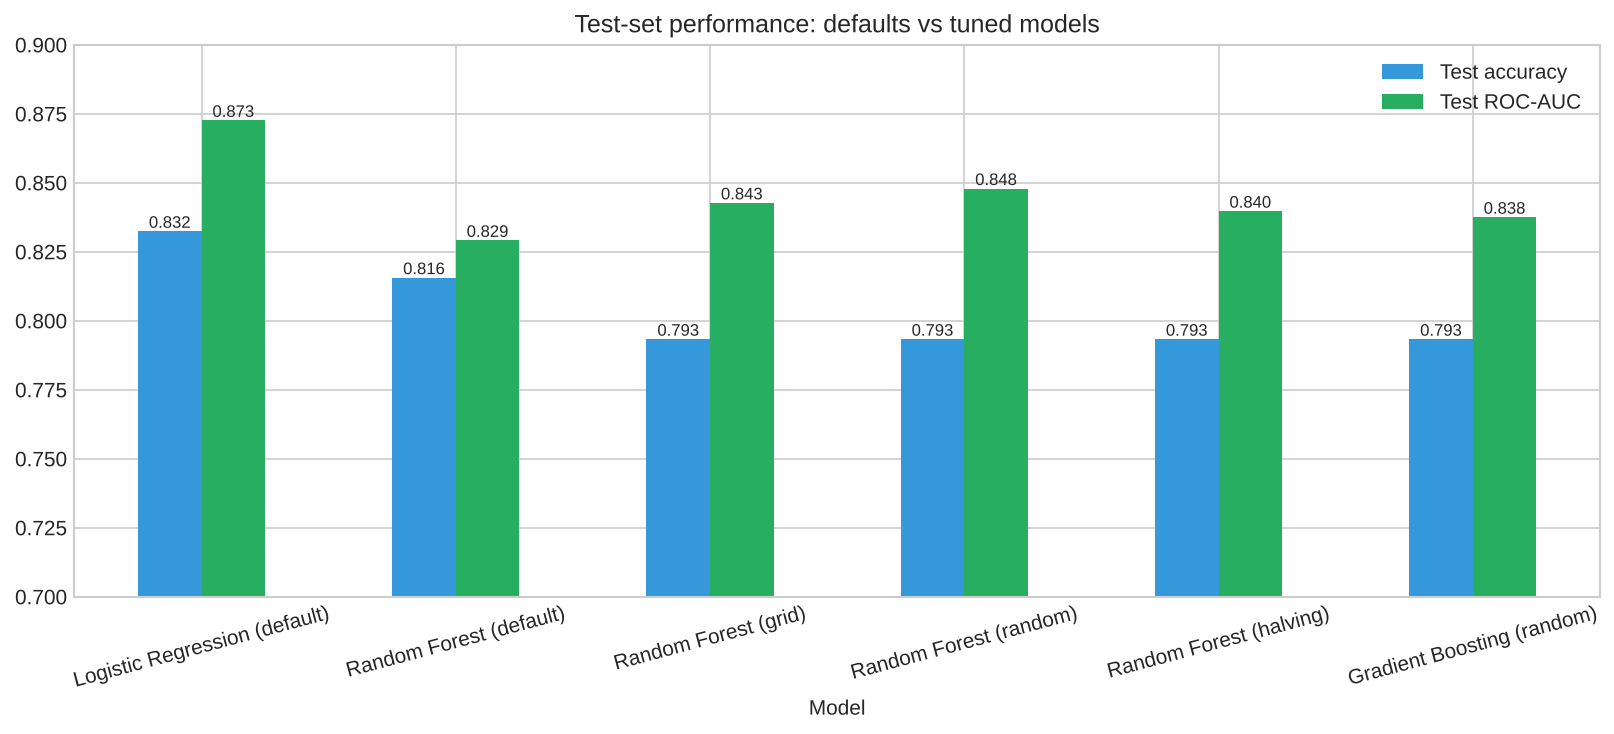 Test-set performance: defaults vs tuned models
0.900
0.875
0.850
0.825
0.800
0.775
0.750
0.725
0.700
Test accuracy
Test ROC-AUC
0.832
0.873
0.816
0.829
0.793
0.843
0.793
0.848
0.793
0.840
0.793
0.838
Logistic Regression (default)
Random Forest (default)
Random Forest (grid)
Random Forest (random)
Random Forest (halving)
Gradient Boosting (random)
Model